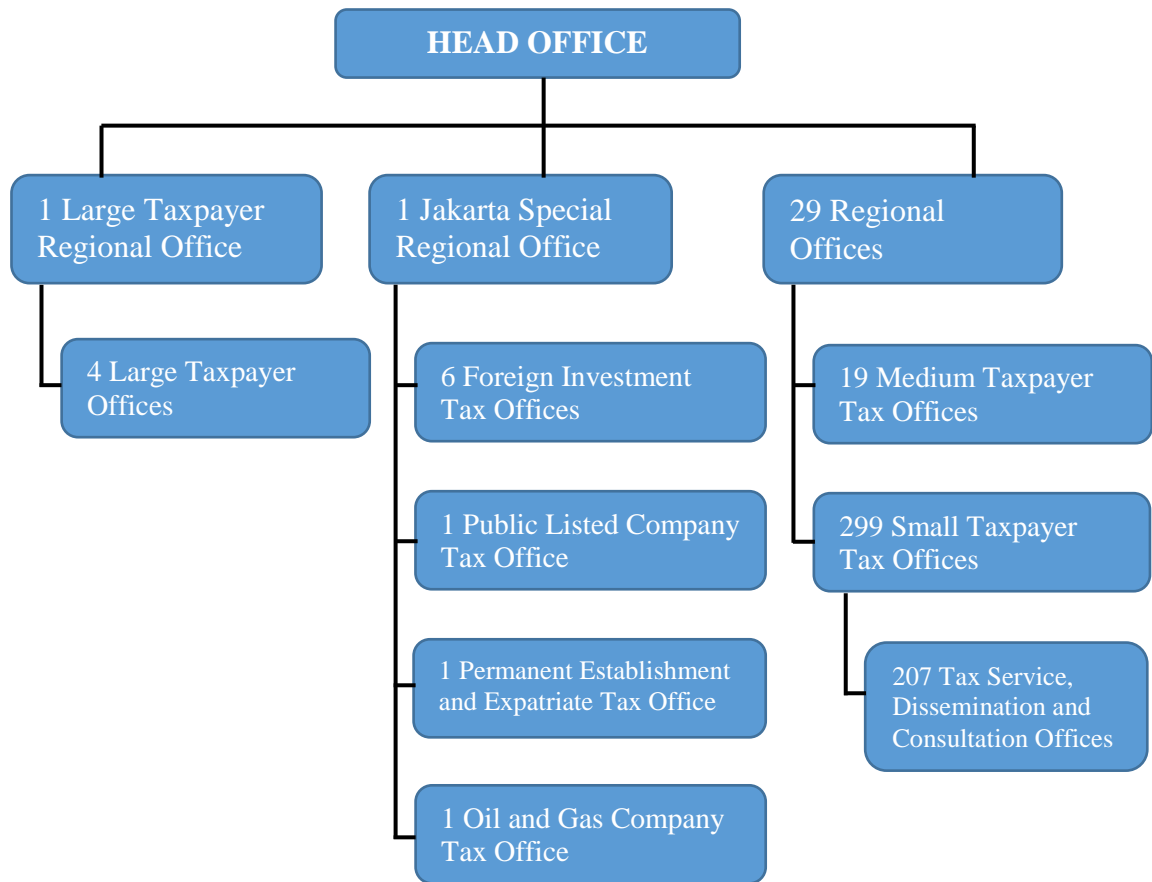 HEAD OFFICE
1 Large Taxpayer
Regional Office
4 Large Taxpayer
Offices
1 Jakarta Special
Regional Office
6 Foreign Investment
Tax Offices
1 Public Listed Company
Tax Office
1 Permanent Establishment
and Expatriate Tax Office
1 Oil and Gas Company
Tax Office
29 Regional
Offices
19 Medium Taxpayer
Tax Offices
299 Small Taxpayer
Tax Offices
207 Tax Service,
Dissemination and
Consultation Offices